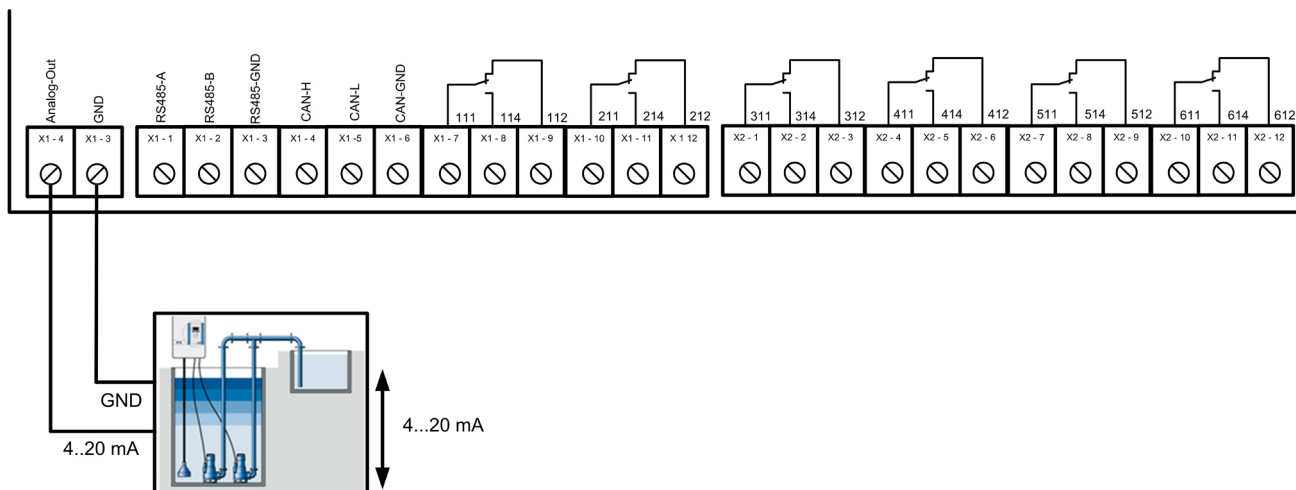 Analog-Out GND RS485-A RS485-B RS485-GND CAN-H CAN-L CAN-GND
111 114 112 211 214 212 311 314 312 411 414 412 511 514 512 611 614 612
X1 - 4 X1 - 3 X1 - 1 X1 - 2 X1 - 3 X1 - 4 X1 -5 X1 - 6 X1 - 7 X1 - 8 X1 - 9 X1 - 10 X1 - 11 X 1 12 X2 - 1 X2 - 2 X2 - 3 X2 - 4 X2 - 5 X2 - 6 X2 - 7 X2 - 8 X2 - 9 X2 - 10 X2 - 11 X2 - 12
GND
4..20 mA
4...20 mA